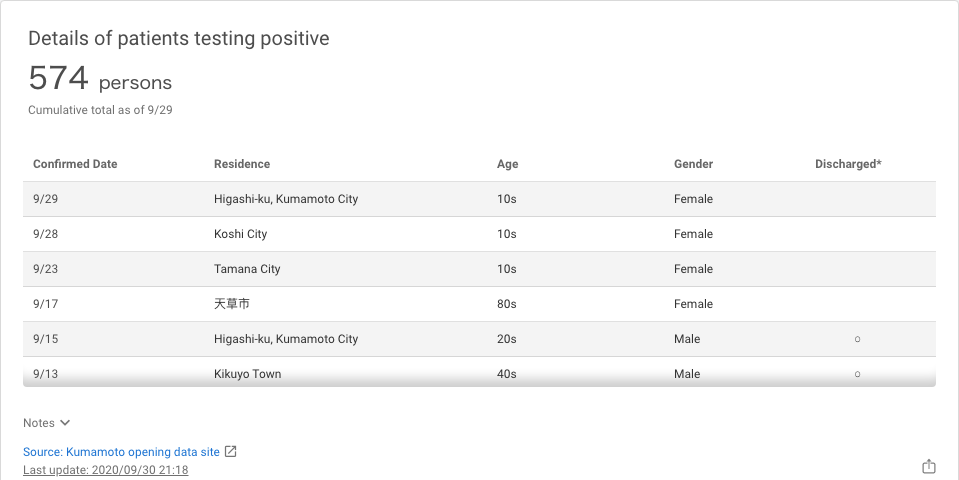 Details of patients testing positive
574 persons
Cumulative total as of 9/29
Confirmed Date Residence Age Gender Discharged*
9/29 Higashi-ku, Kumamoto City 10s Female
9/28 Koshi City 10s Female
9/23 Tamana City 10s Female
9/17 天草市 80s Female
9/15 Higashi-ku, Kumamoto City 20s Male ○
9/13 Kikuyo Town 40s Male ○
Notes
Source: Kumamoto opening data site
Last update: 2020/09/30 21:18